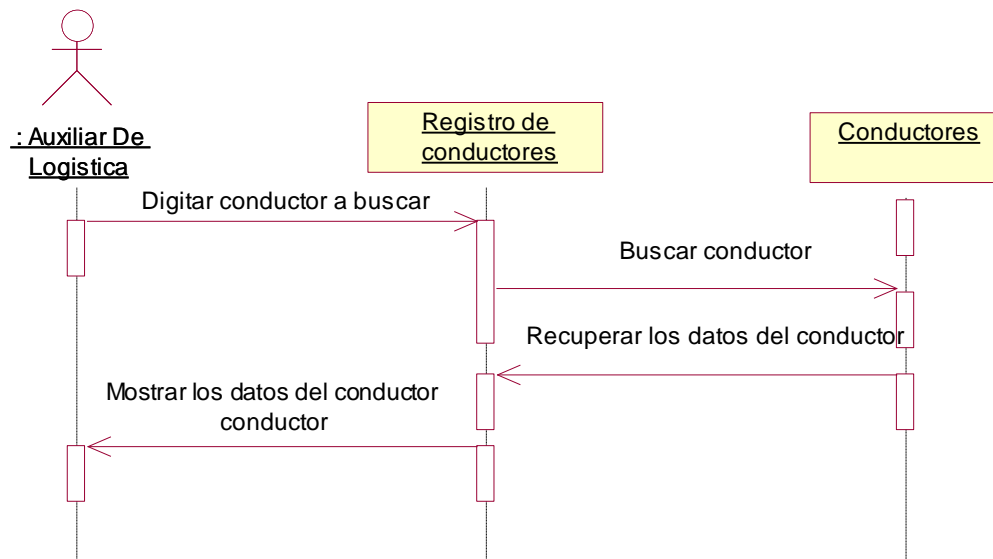 : Auxiliar De
Logistica
Registro de
conductores
Conductores
Digitar conductor a buscar
Buscar conductor
Recuperar los datos del conductor
Mostrar los datos del conductor
conductor